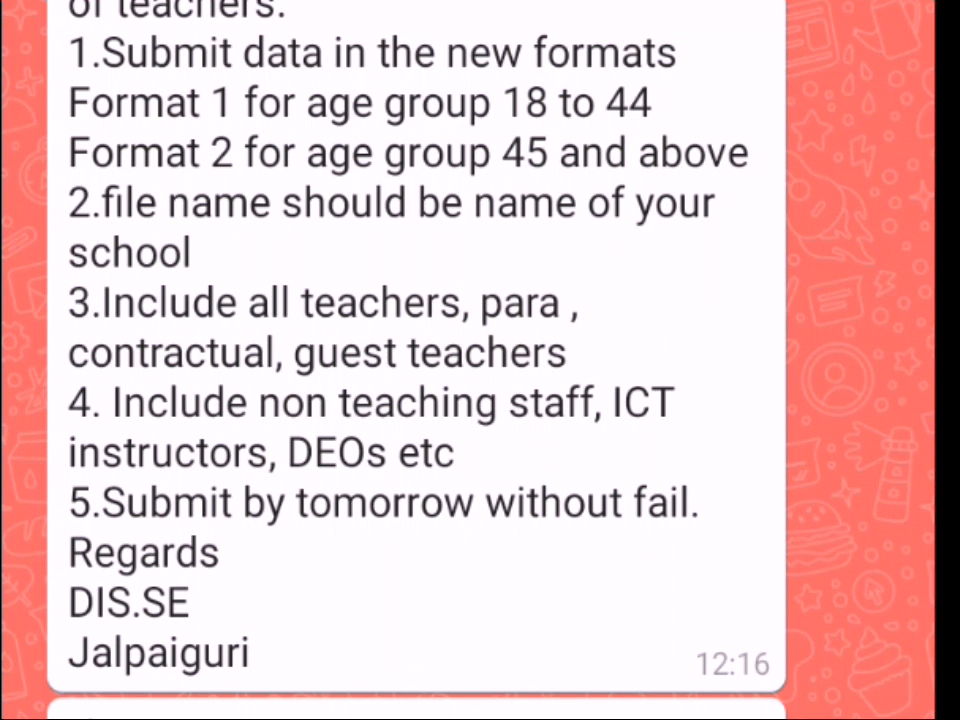 of teachers.
1.Submit data in the new formats
Format 1 for age group 18 to 44
Format 2 for age group 45 and above
2.file name should be name of your
school
3.Include all teachers, para ,
contractual, guest teachers
4. Include non teaching staff, ICT
instructors, DEOs etc
5.Submit by tomorrow without fail.
Regards
DIS.SE
Jalpaiguri
12:16